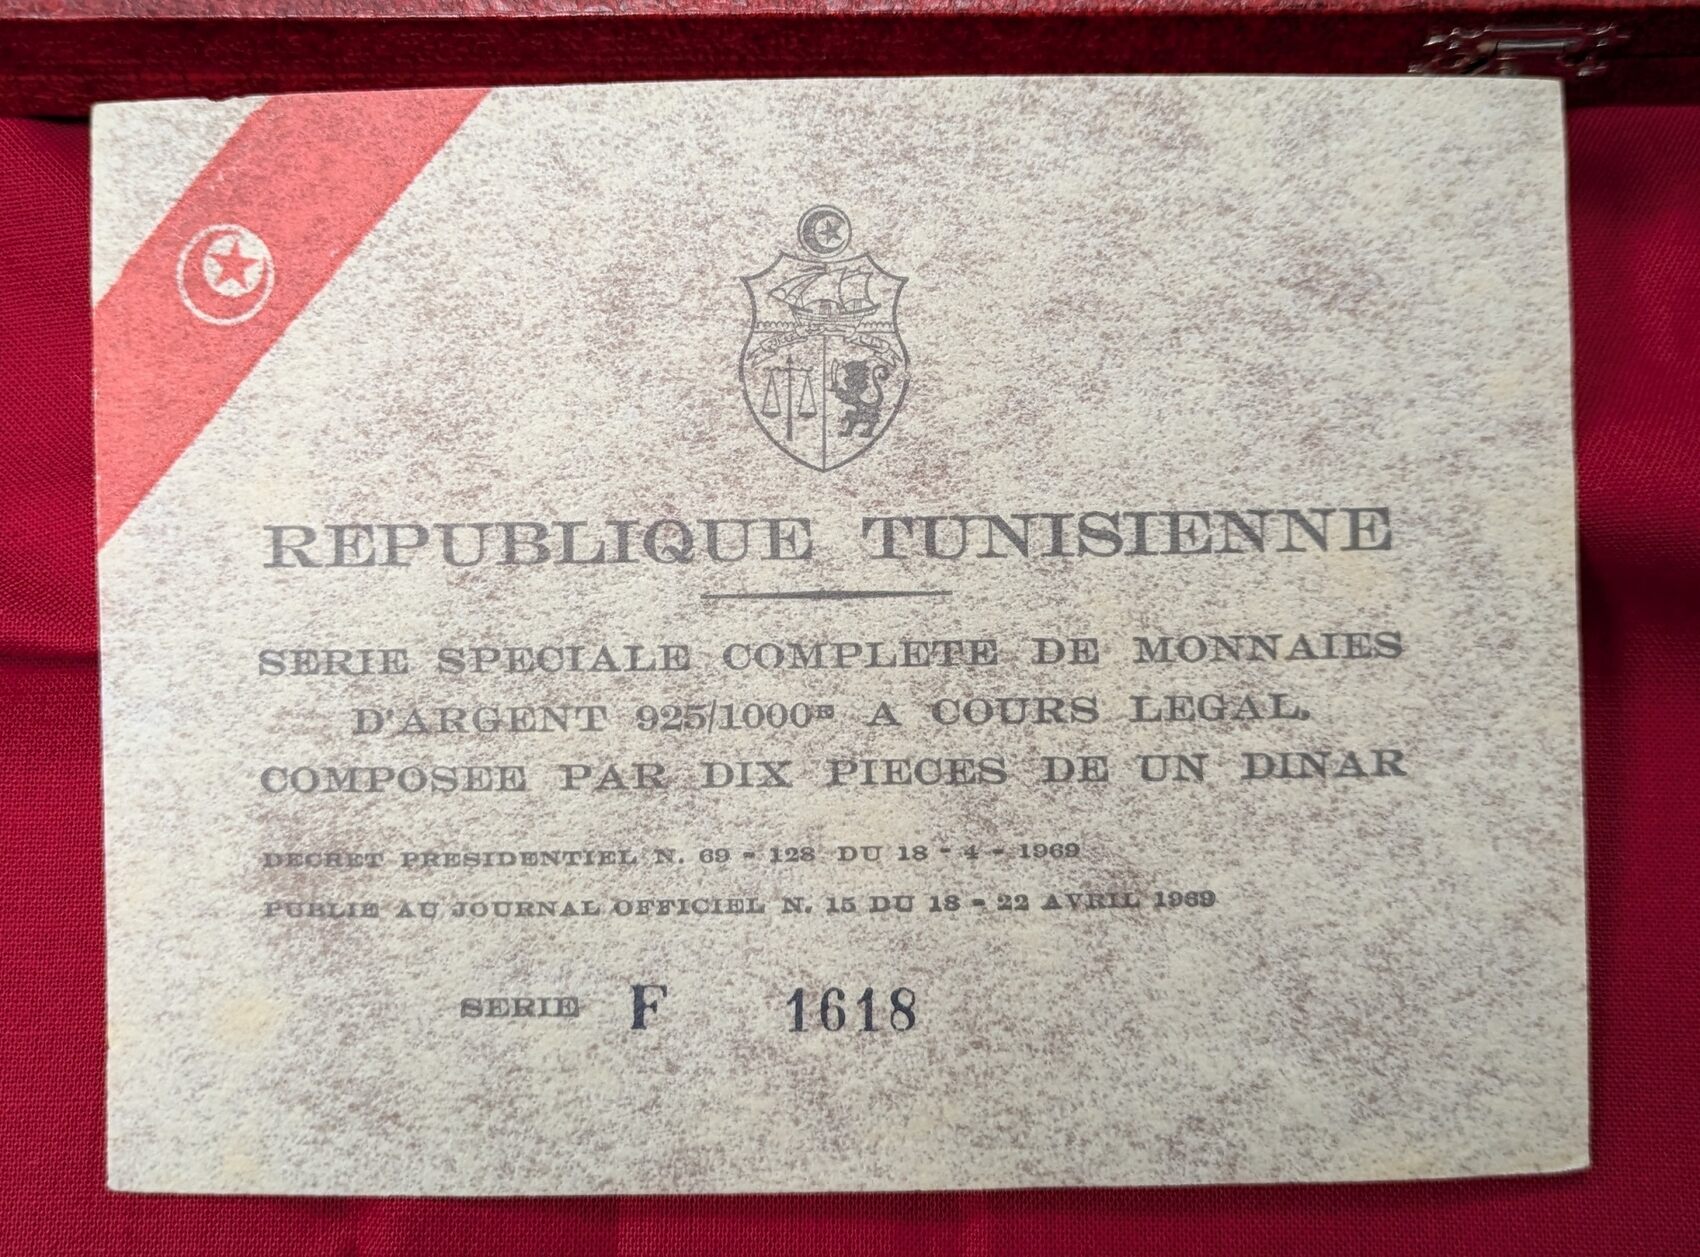 REPUBLIQUE TUNISIENNE
SERIE SPECIALE COMPLETE DE MONNAIES
D'ARGENT 925/1000ᴱ A COURS LEGAL.
COMPOSEE PAR DIX PIECES DE UN DINAR
DECRET PRESIDENTIEL N. 69 - 128 DU 18 - 4 - 1969
PUBLIE AU JOURNAL OFFICIEL N. 15 DU 18 - 22 AVRIL 1969
SERIE F 1618